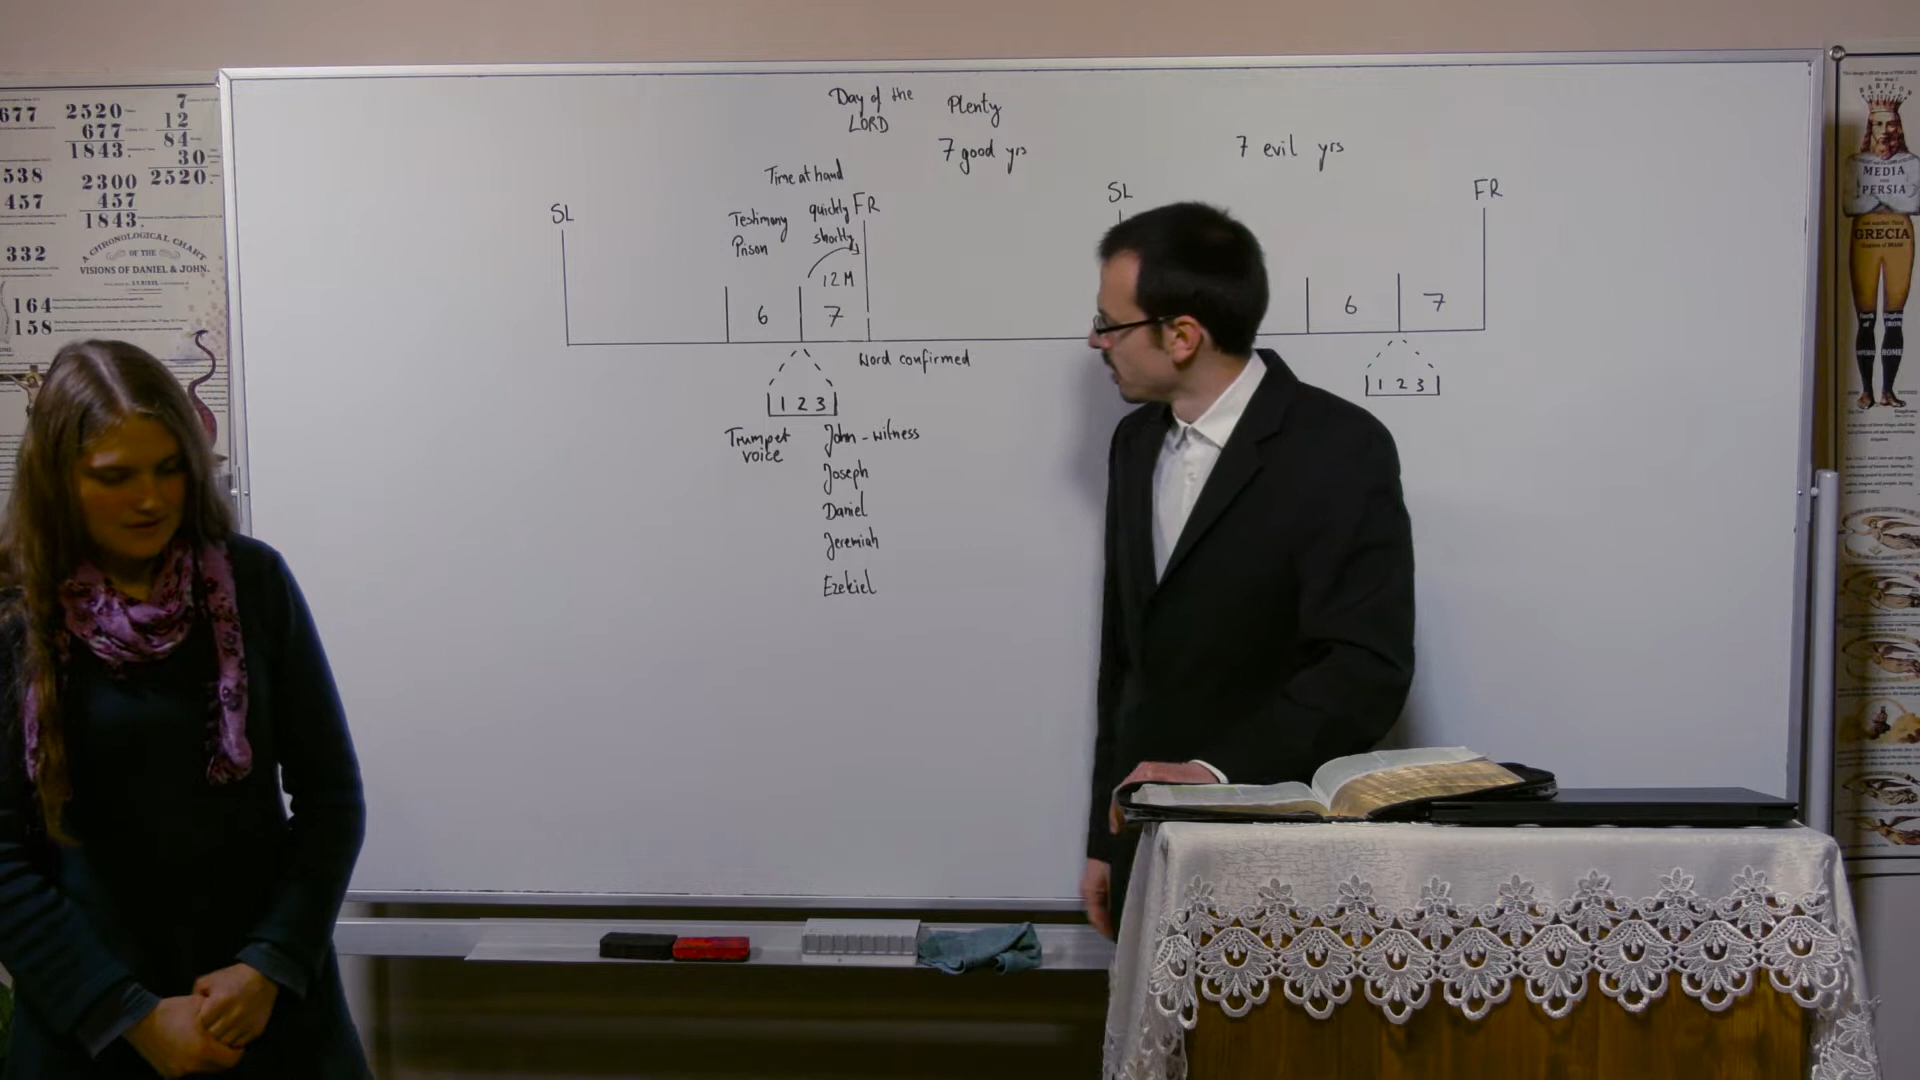 Day of the
LORD
Plenty
7 good yrs
7 evil yrs
Time at hand
SL
Testimony
Prison
quickly
shortly
FR
12 M
6
7
SL
FR
6
7
Word confirmed
1 2 3
1 2 3
Trumpet
voice
John - witness
Joseph
Daniel
Jeremiah
Ezekiel
677
2520
677
1843.
7
12
84
30
2520.
538
457
2300
457
1843.
332
164
158
A CHRONOLOGICAL CHART
OF THE
VISIONS OF DANIEL & JOHN.
BABYLON
MEDIA
PERSIA
GRECIA
ROME